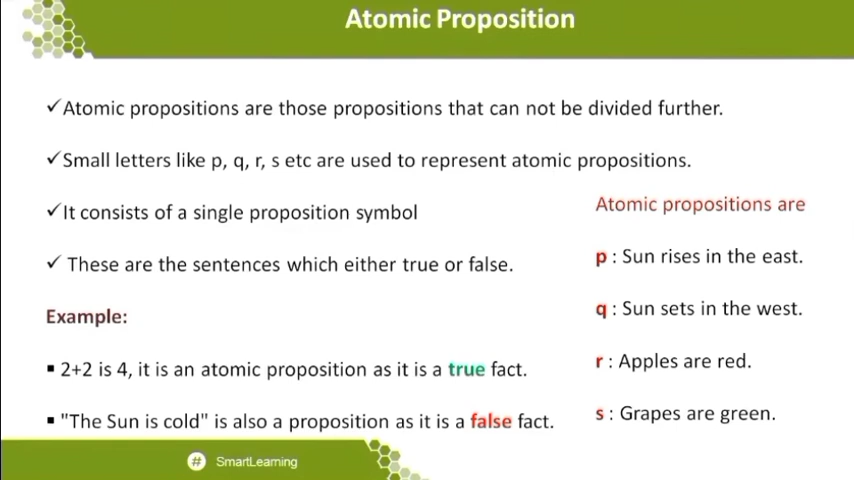 Atomic Proposition
✓Atomic propositions are those propositions that can not be divided further.
✓Small letters like p, q, r, s etc are used to represent atomic propositions.
✓It consists of a single proposition symbol
✓ These are the sentences which either true or false.
Example:
▪ 2+2 is 4, it is an atomic proposition as it is a true fact.
▪ "The Sun is cold" is also a proposition as it is a false fact.
Atomic propositions are
p : Sun rises in the east.
q : Sun sets in the west.
r : Apples are red.
s : Grapes are green.
# SmartLearning